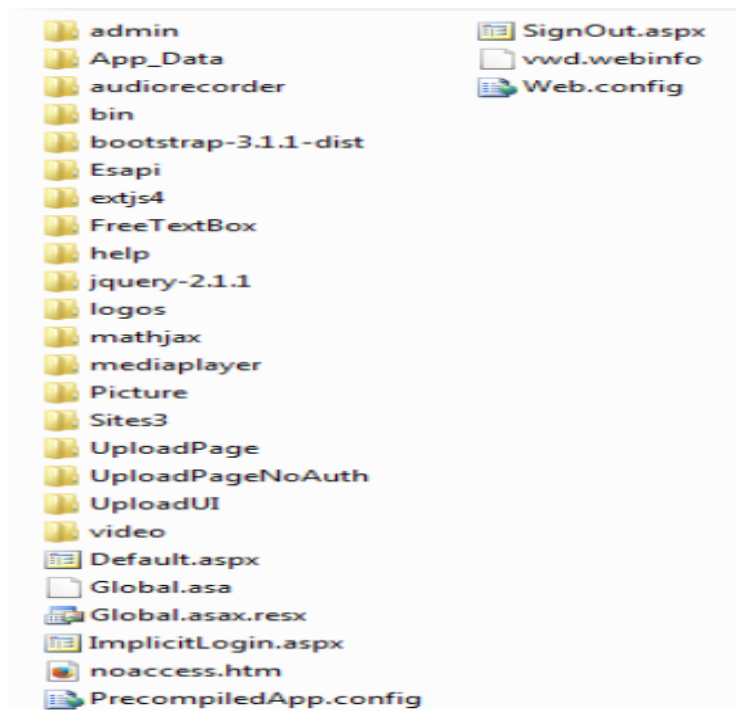 admin
App_Data
audiorecorder
bin
bootstrap-3.1.1-dist
Esapi
extjs4
FreeTextBox
help
jquery-2.1.1
logos
mathjax
mediaplayer
Picture
Sites3
UploadPage
UploadPageNoAuth
UploadUI
video
Default.aspx
Global.asa
Global.asax.resx
ImplicitLogin.aspx
noaccess.htm
PrecompiledApp.config
SignOut.aspx
vwd.webinfo
Web.config